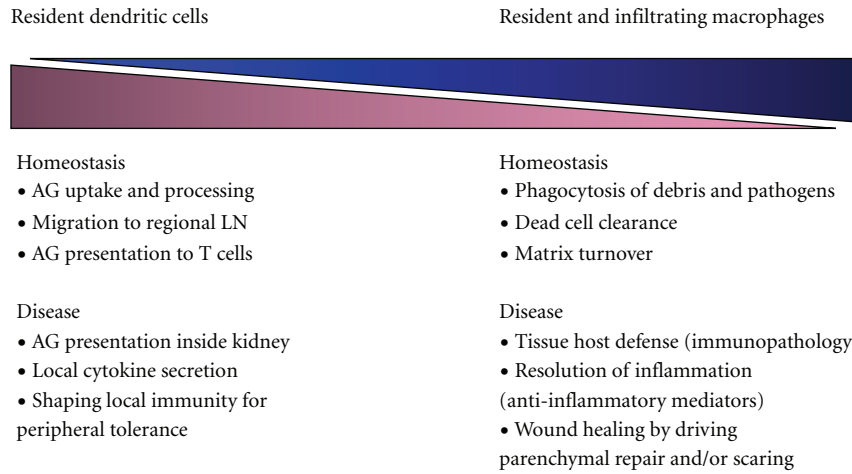 Resident dendritic cells
Resident and infiltrating macrophages
Homeostasis
• AG uptake and processing
• Migration to regional LN
• AG presentation to T cells
Disease
• AG presentation inside kidney
• Local cytokine secretion
• Shaping local immunity for
peripheral tolerance
Homeostasis
• Phagocytosis of debris and pathogens
• Dead cell clearance
• Matrix turnover
Disease
• Tissue host defense (immunopathology
• Resolution of inflammation
(anti-inflammatory mediators)
• Wound healing by driving
parenchymal repair and/or scaring